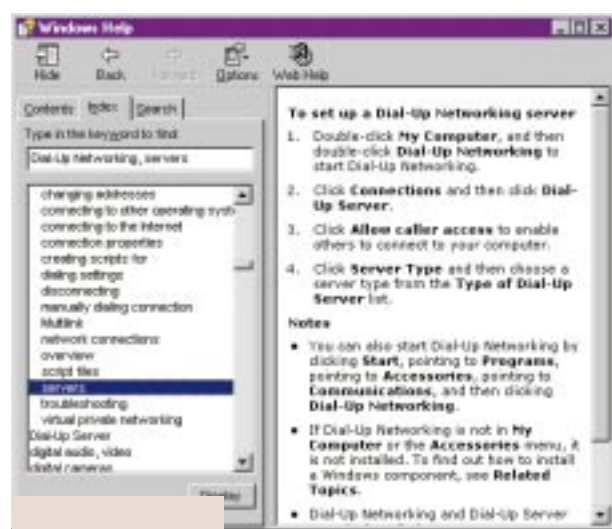 Windows Help
Hide Back Forward Options Web Help
Contents Index Search
Type in the keyword to find:
Dial-Up Networking, servers
changing addresses
connecting to other operating syst
connecting to the Internet
connection properties
creating scripts for
dialing settings
disconnecting
manually dialing connection
Multilink
network connections
overview
script files
servers
troubleshooting
virtual private networking
Dial-Up Server
digital audio, video
digital cameras
Display
To set up a Dial-Up Networking server
1. Double-click My Computer, and then
double-click Dial-Up Networking to
start Dial-Up Networking.
2. Click Connections and then click Dial-
Up Server.
3. Click Allow caller access to enable
others to connect to your computer.
4. Click Server Type and then choose a
server type from the Type of Dial-Up
Server list.
Notes
• You can also start Dial-Up Networking by
clicking Start, pointing to Programs,
pointing to Accessories, pointing to
Communications, and then clicking
Dial-Up Networking.
• If Dial-Up Networking is not in My
Computer or the Accessories menu, it
is not installed. To find out how to install
a Windows component, see Related
Topics.
• Dial-Up Networking and Dial-Up Server